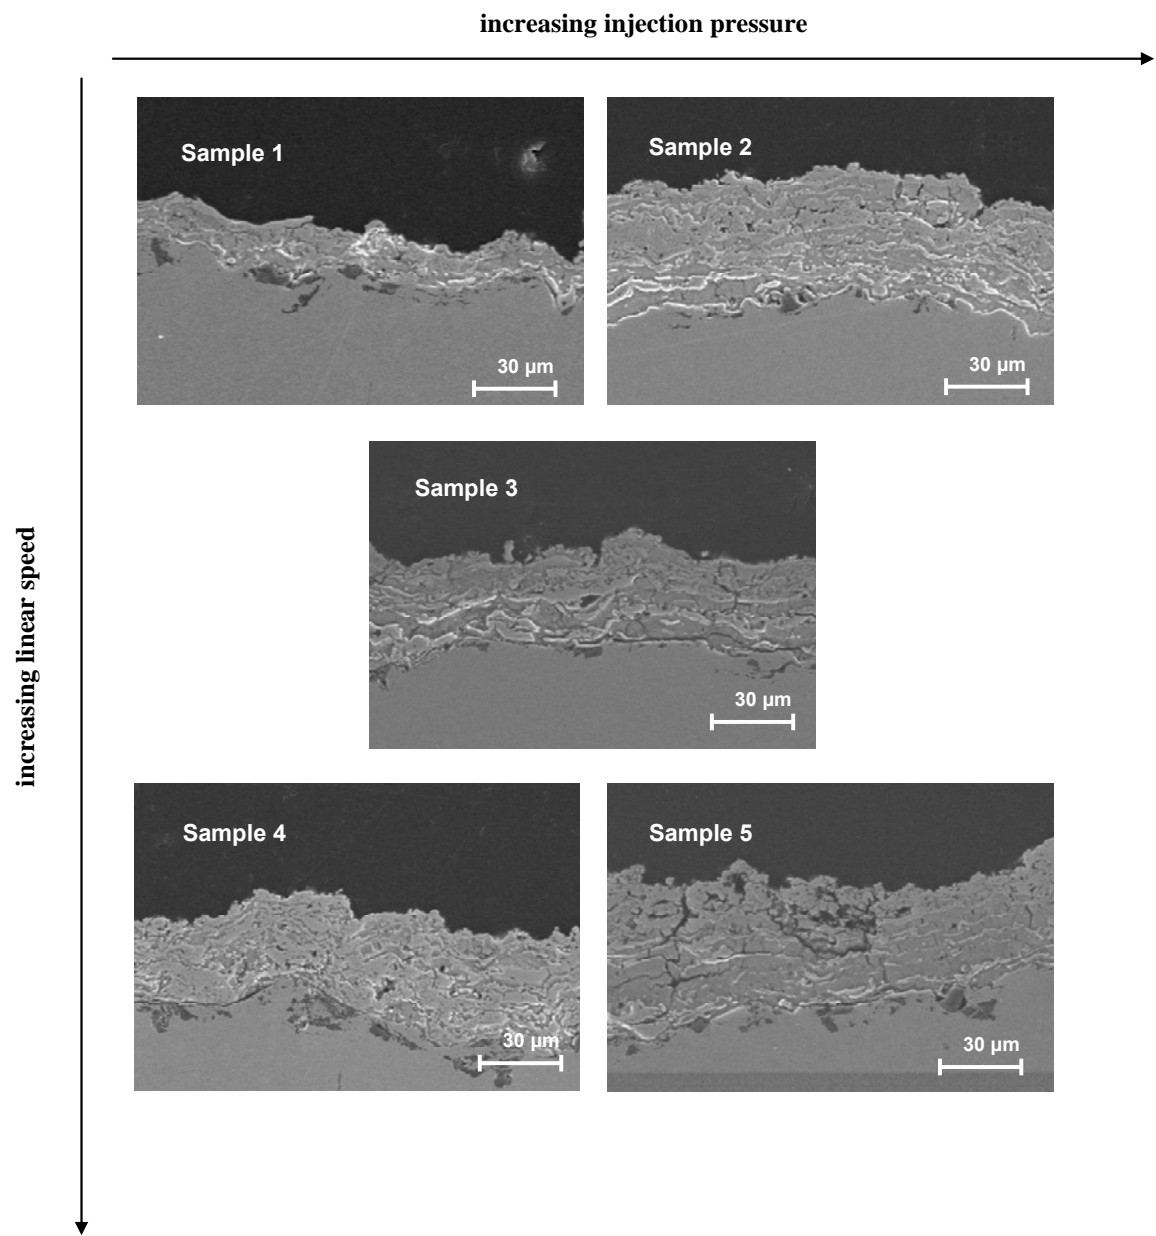 increasing injection pressure
increasing linear speed
Sample 1
30 µm
Sample 2
30 µm
Sample 3
30 µm
Sample 4
30 µm
Sample 5
30 µm